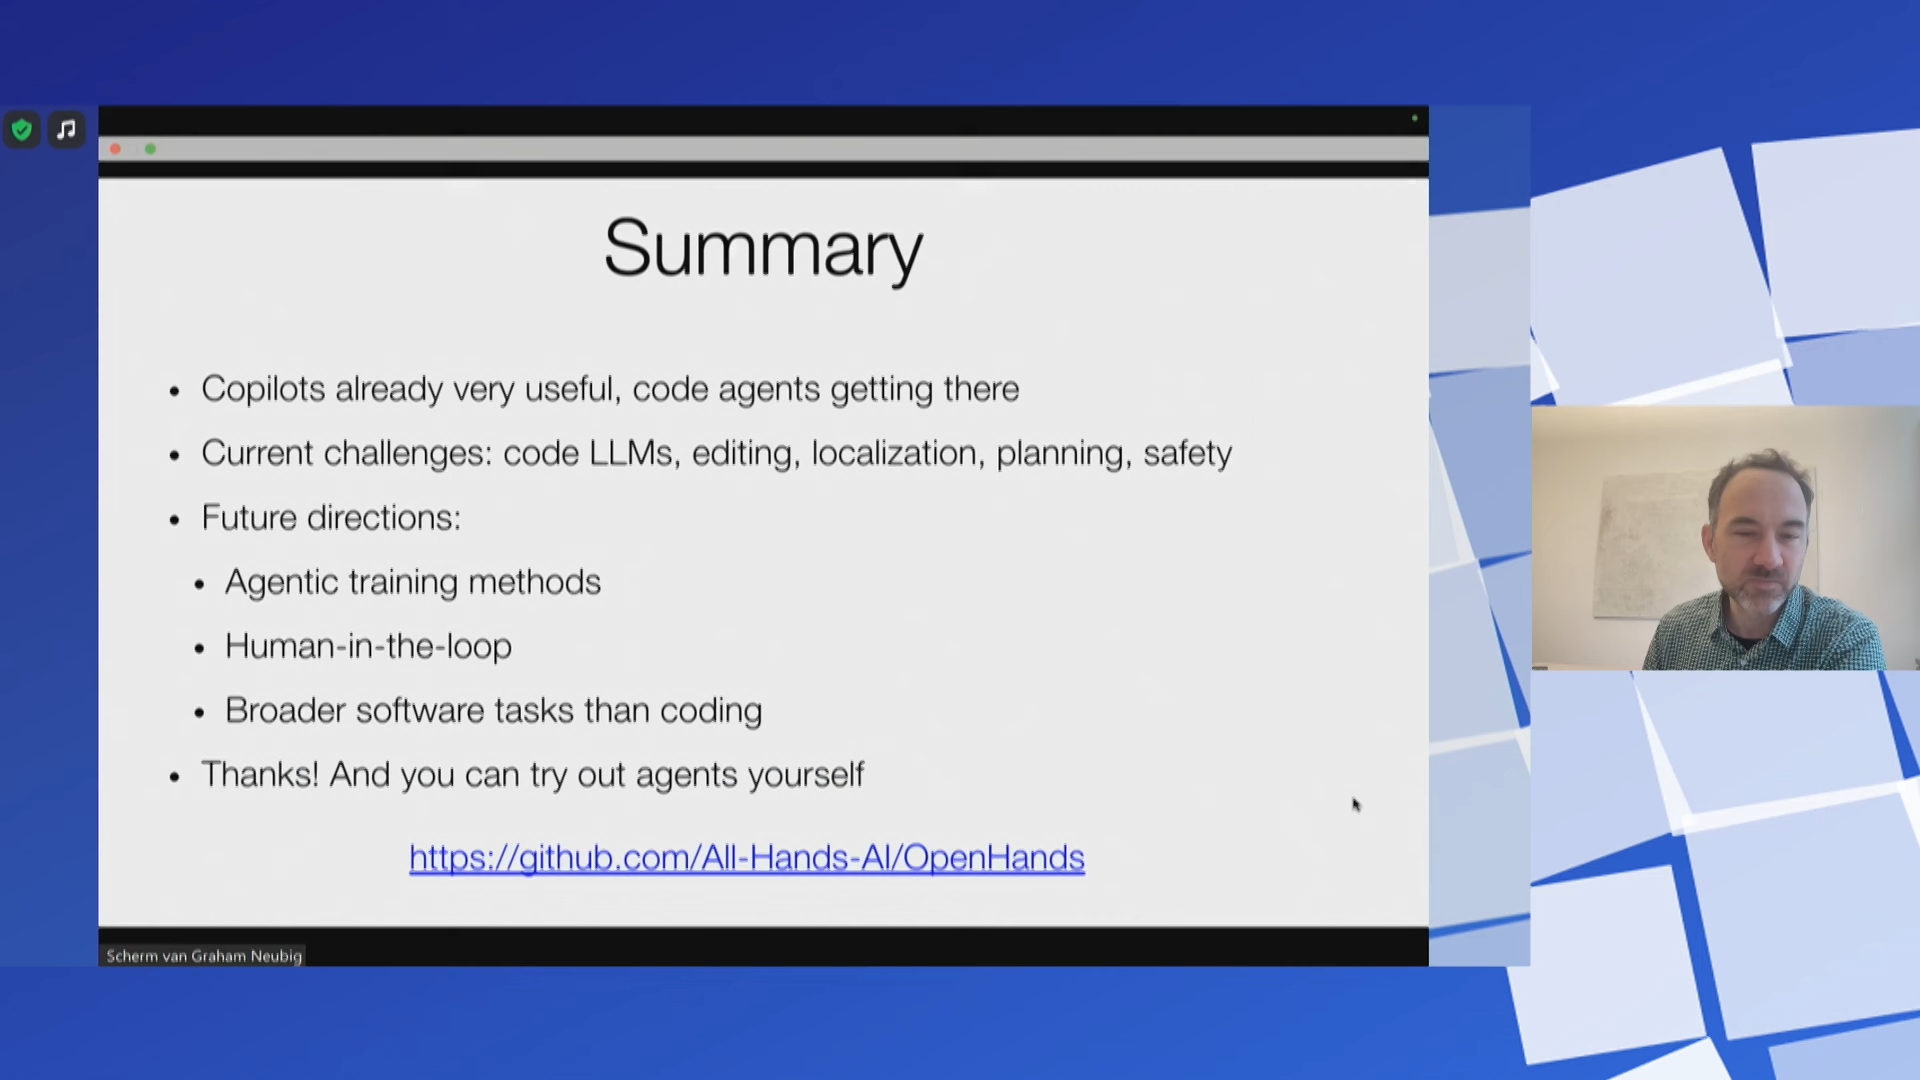 Summary
• Copilots already very useful, code agents getting there
• Current challenges: code LLMs, editing, localization, planning, safety
• Future directions:
• Agentic training methods
• Human-in-the-loop
• Broader software tasks than coding
• Thanks! And you can try out agents yourself
https://github.com/All-Hands-AI/OpenHands
Scherm van Graham Neubig